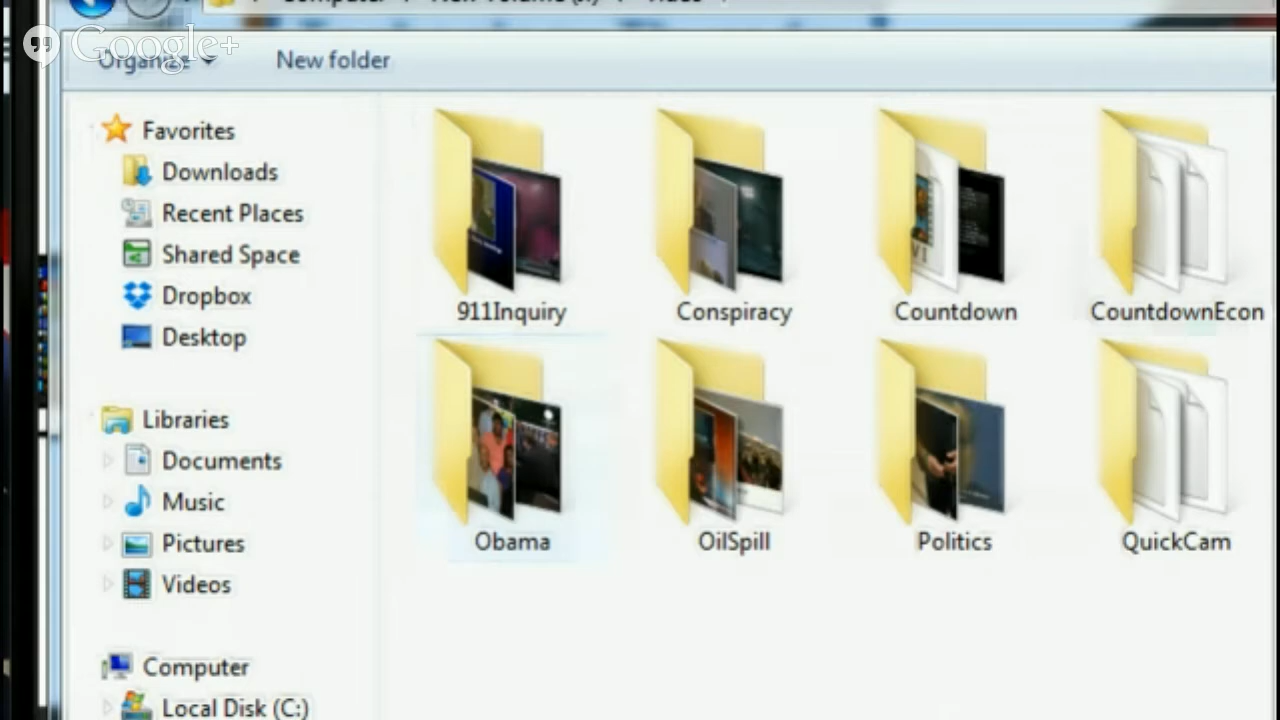 Google+
Organize
New folder
Favorites
Downloads
Recent Places
Shared Space
Dropbox
Desktop
Libraries
Documents
Music
Pictures
Videos
Computer
Local Disk (C:)
911Inquiry
Conspiracy
Countdown
CountdownEcon
Obama
OilSpill
Politics
QuickCam